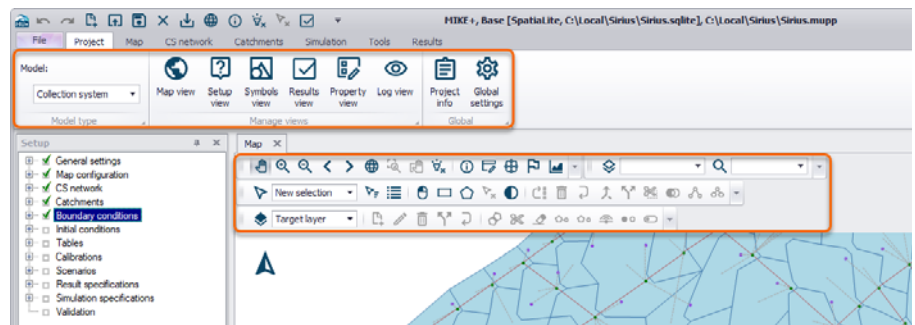 MIKE+, Base [SpatiaLite, C:\Local\Sirius\Sirius.sqlite], C:\Local\Sirius\Sirius.mupp
File Project Map CS network Catchments Simulation Tools Results
Model:
Collection system
Map view Setup view Symbols view Results view Property view Log view Project info Global settings
Model type Manage views Global
Setup
Map
General settings
Map configuration
CS network
Catchments
Boundary conditions
Initial conditions
Tables
Calibrations
Scenarios
Result specifications
Simulation specifications
Validation
New selection
Target layer